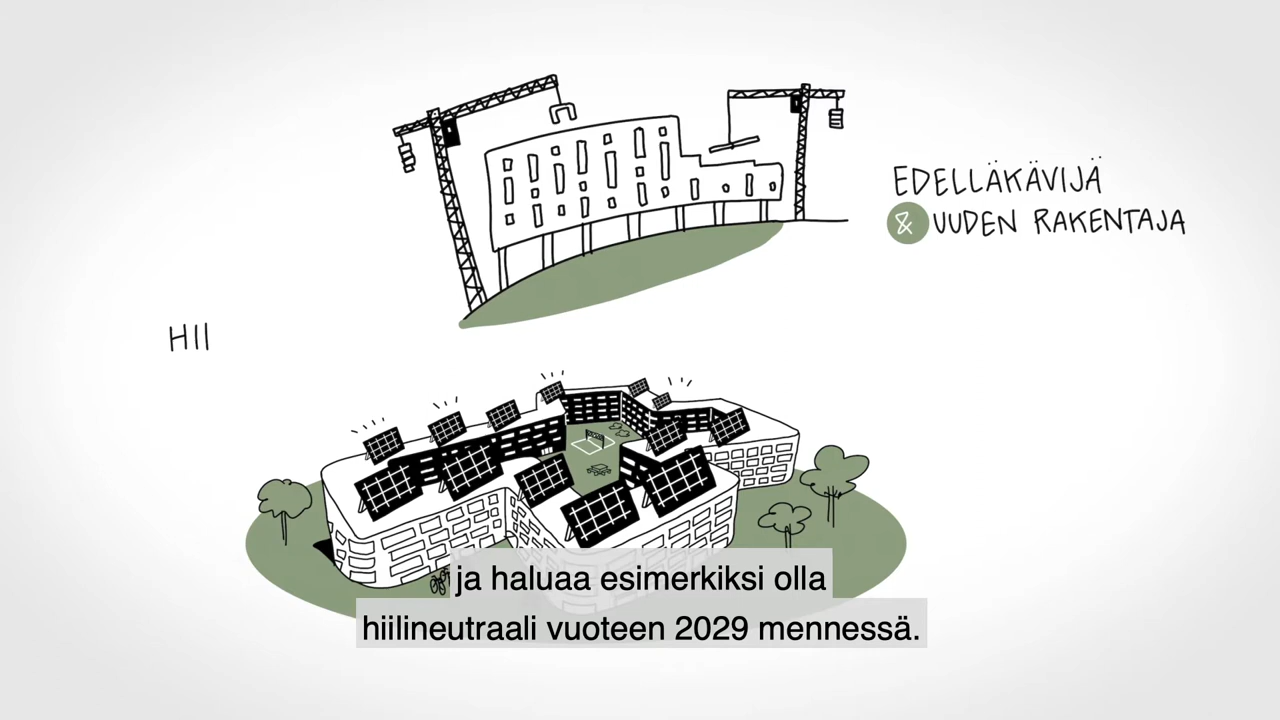 EDELLÄKÄVIJÄ
& UUDEN RAKENTAJA
HII
ja haluaa esimerkiksi olla
hiilineutraali vuoteen 2029 mennessä.